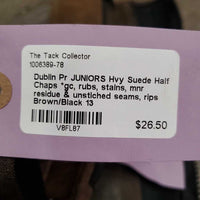 The Tack Collector
1006389-78
Dublin Pr JUNIORS Hvy Suede Half
Chaps *gc, rubs, stains, mnr
residue & unstiched seams, rips
Brown/Black 13
V8FL87
$26.50